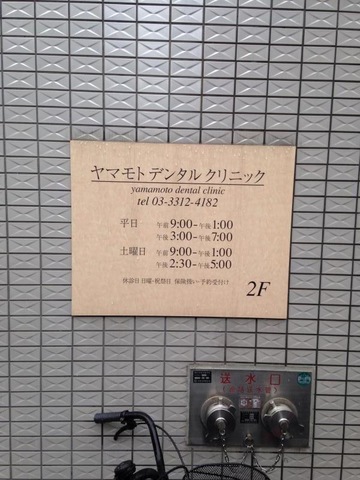 ヤマモト デンタル クリニック
yamamoto dental clinic
tel 03-3312-4182
平日 午前 9:00 - 午後 1:00
午後 3:00 - 午後 7:00
土曜日 午前 9:00 - 午後 1:00
午後 2:30 - 午後 5:00
休診日 日曜・祝祭日 保険扱い・予約受付け
2F
送水口